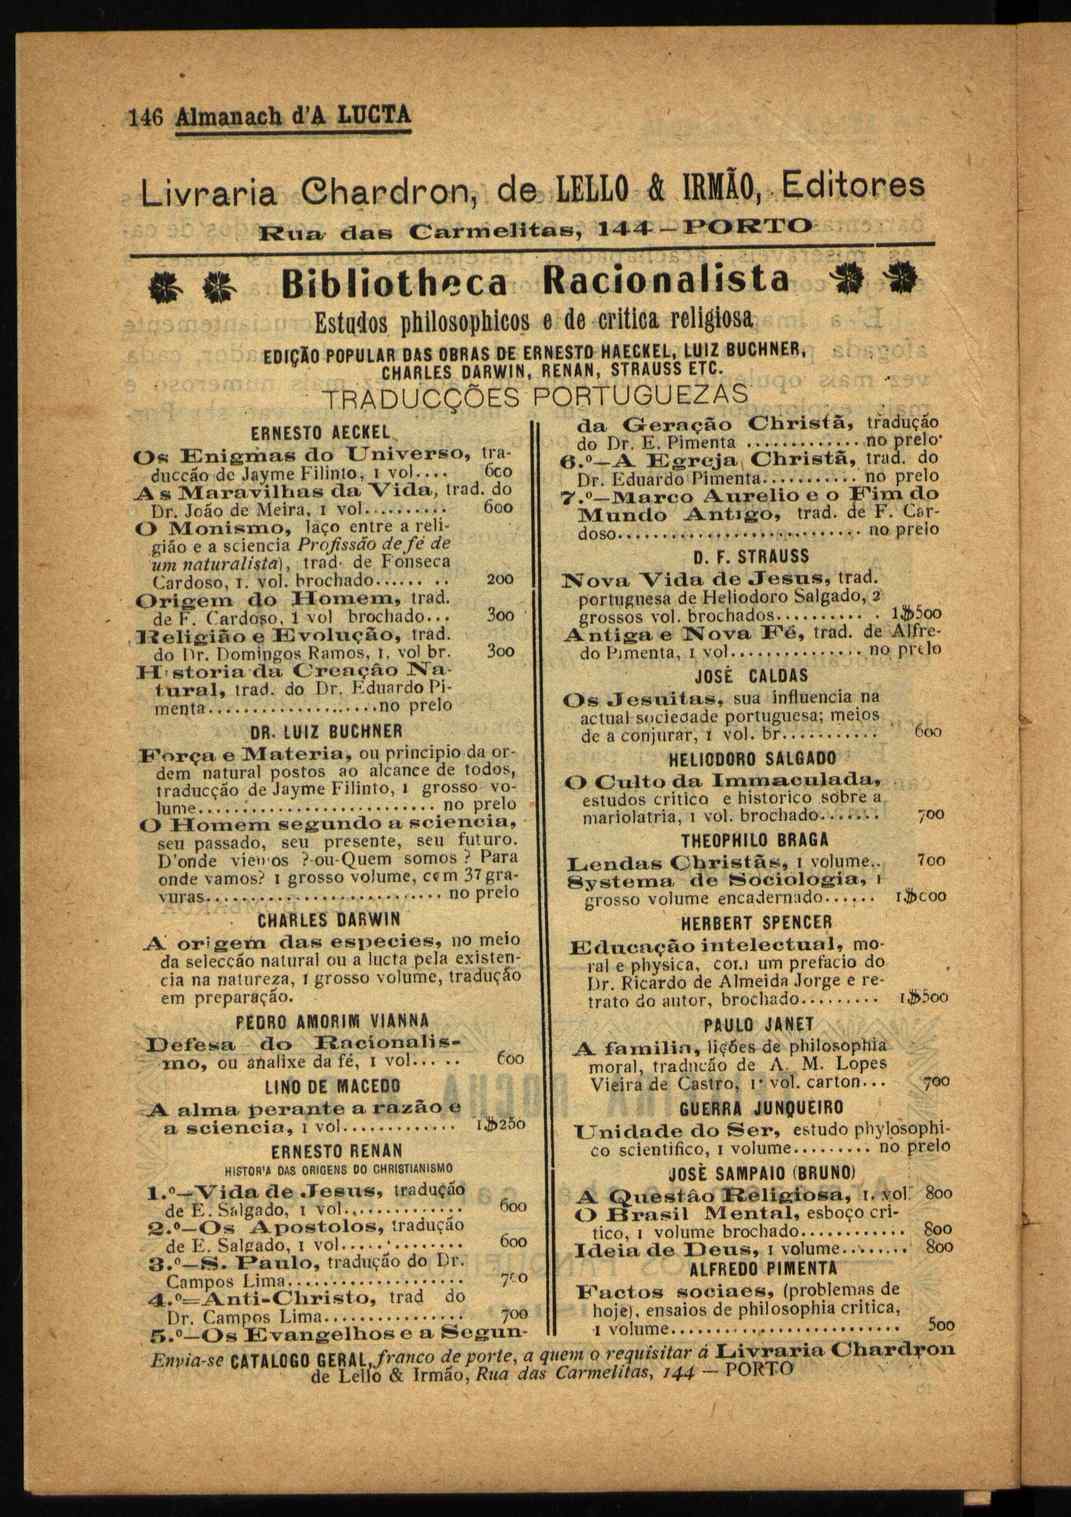 146 Almanach d'A LUCTA
Livraria Chardron, de LELLO & IRMÃO, Editores
Rua das Carmelitas, 144—PORTO
Bibliotheca Racionalista
Estudos philosophicos e de critica religiosa
EDIÇÃO POPULAR DAS OBRAS DE ERNESTO HAECKEL, LUIZ BUCHNER,
CHARLES DARWIN, RENAN, STRAUSS ETC.
TRADUCÇÕES PORTUGUEZAS
ERNESTO AECKEL
Os Enigmas do Universo, tra-
ducção de Jayme Filinto, 1 vol.... 600
As Maravilhas da Vida, trad. do
Dr. João de Meira, 1 vol.......... 600
O Monismo, laço entre a reli-
gião e a sciencia Profissão de fé de
um naturalista), trad. de Fonseca
Cardoso, 1. vol. brochado........ 200
Origem do Homem, trad.
de F. Cardoso, 1 vol brochado... 300
Religião e Evolução, trad.
do Dr. Domingos Ramos, 1. vol br. 300
Historia da Creação Na-
tural, trad. do Dr. Eduardo Pi-
menta....................no prelo
DR. LUIZ BUCHNER
Força e Materia, ou principio da or-
dem natural postos ao alcance de todos,
traducção de Jayme Filinto, 1 grosso vo-
lume............................ no prelo
O Homem segundo a sciencia,
seu passado, seu presente, seu futuro.
D'onde viemos ? ou-Quem somos ? Para
onde vamos? 1 grosso volume, com 37 gra-
vuras............................ no prelo
CHARLES DARWIN
A origem das especies, no meio
da selecção natural ou a lucta pela existen-
cia na natureza, 1 grosso volume, tradução
em preparação.
PEDRO AMORIM VIANNA
Defesa do Racionalis-
mo, ou analixe da fé, 1 vol...... 600
LINO DE MACEDO
A alma perante a razão e
a sciencia, 1 vol............. 1$250
ERNESTO RENAN
HISTOR'A DAS ORIGENS DO CHRISTIANISMO
1.º—Vida de Jesus, tradução
de E. Salgado, 1 vol.............. 600
2.º—Os Apostolos, tradução
de E. Salgado, 1 vol.............. 600
3.º—S. Paulo, tradução do Dr.
Campos Lima.................... 700
4.º=Anti-Christo, trad do
Dr. Campos Lima................ 700
5.º—Os Evangelhos e a Segun-
da Geração Christã, tradução
do Dr. E. Pimenta ............. no prelo
6.º—A Egreja Christã, trad. do
Dr. Eduardo Pimenta........... no prelo
7.º—Marco Aurelio e o Fim do
Mundo Antigo, trad. de F. Car-
doso............................ no prelo
D. F. STRAUSS
Nova Vida de Jesus, trad.
portuguesa de Heliodoro Salgado, 2
grossos vol. brochados.......... 1$500
Antiga e Nova Fé, trad. de Alfre-
do Pimenta, 1 vol............... no prelo
JOSÉ CALDAS
Os Jesuitas, sua influencia na
actual sociedade portuguesa; meios
de a conjurar, 1 vol. br........... 600
HELIODORO SALGADO
O Culto da Immaculada,
estudos critico e historico sobre a
mariolatria, 1 vol. brochado....... 700
THEOPHILO BRAGA
Lendas Christãs, 1 volume.. 700
Systema de Sociologia, 1
grosso volume encadernado...... 1$000
HERBERT SPENCER
Educação intelectual, mo-
ral e physica, com um prefacio do
Dr. Ricardo de Almeida Jorge e re-
trato do autor, brochado......... 1$500
PAULO JANET
A familia, lições de philosophia
moral, traducão de A. M. Lopes
Vieira de Castro, 1 vol. carton... 700
GUERRA JUNQUEIRO
Unidade do Ser, estudo phylosophi-
co scientifico, 1 volume......... no prelo
JOSÈ SAMPAIO (BRUNO)
A Questão Religiosa, 1. vol. 800
O Brasil Mental, esboço cri-
tico, 1 volume brochado............ 800
Ideia de Deus, 1 volume........ 800
ALFREDO PIMENTA
Factos sociaes, (problemas de
hoje), ensaios de philosophia critica,
1 volume.......................... 500
Envia-se CATALOGO GERAL, franco de porte, a quem o requisitar á Livraria Chardron
de Lello & Irmão, Rua das Carmelitas, 144 — PORTO